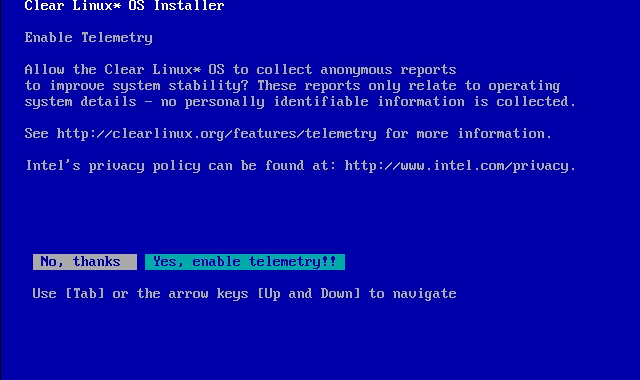 Clear Linux* OS Installer
Enable Telemetry
Allow the Clear Linux* OS to collect anonymous reports
to improve system stability? These reports only relate to operating
system details - no personally identifiable information is collected.
See http://clearlinux.org/features/telemetry for more information.
Intel's privacy policy can be found at: http://www.intel.com/privacy.
No, thanks Yes, enable telemetry!!
Use [Tab] or the arrow keys [Up and Down] to navigate